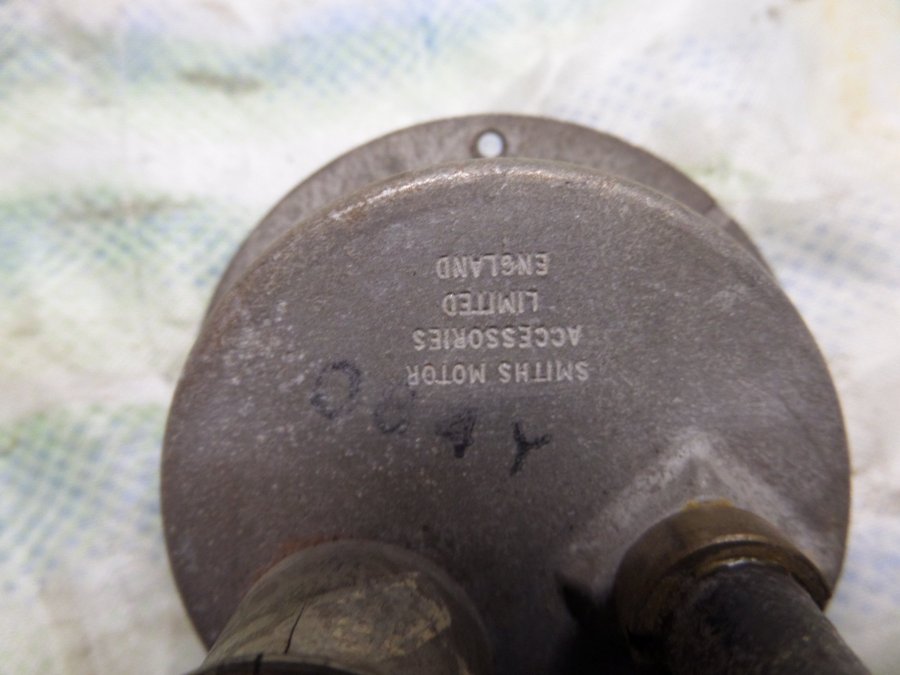 SMITHS MOTOR
ACCESSORIES
LIMITED
ENGLAND